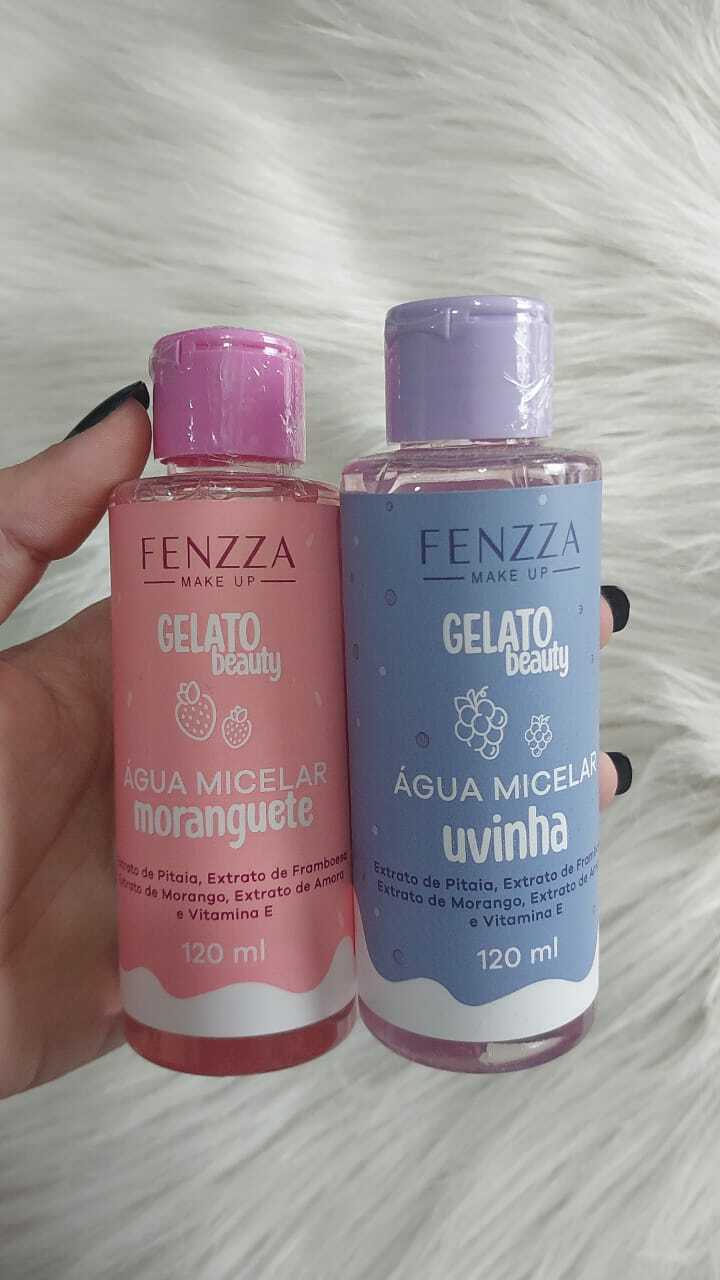 FENZZA
MAKE UP
GELATO
beauty
ÁGUA MICELAR
moranguete
Extrato de Pitaia, Extrato de Framboesa
Extrato de Morango, Extrato de Amora
e Vitamina E
120 ml
FENZZA
MAKE UP
GELATO
beauty
ÁGUA MICELAR
uvinha
Extrato de Pitaia, Extrato de
Extrato de Morango, Extrato de
e Vitamina E
120 ml